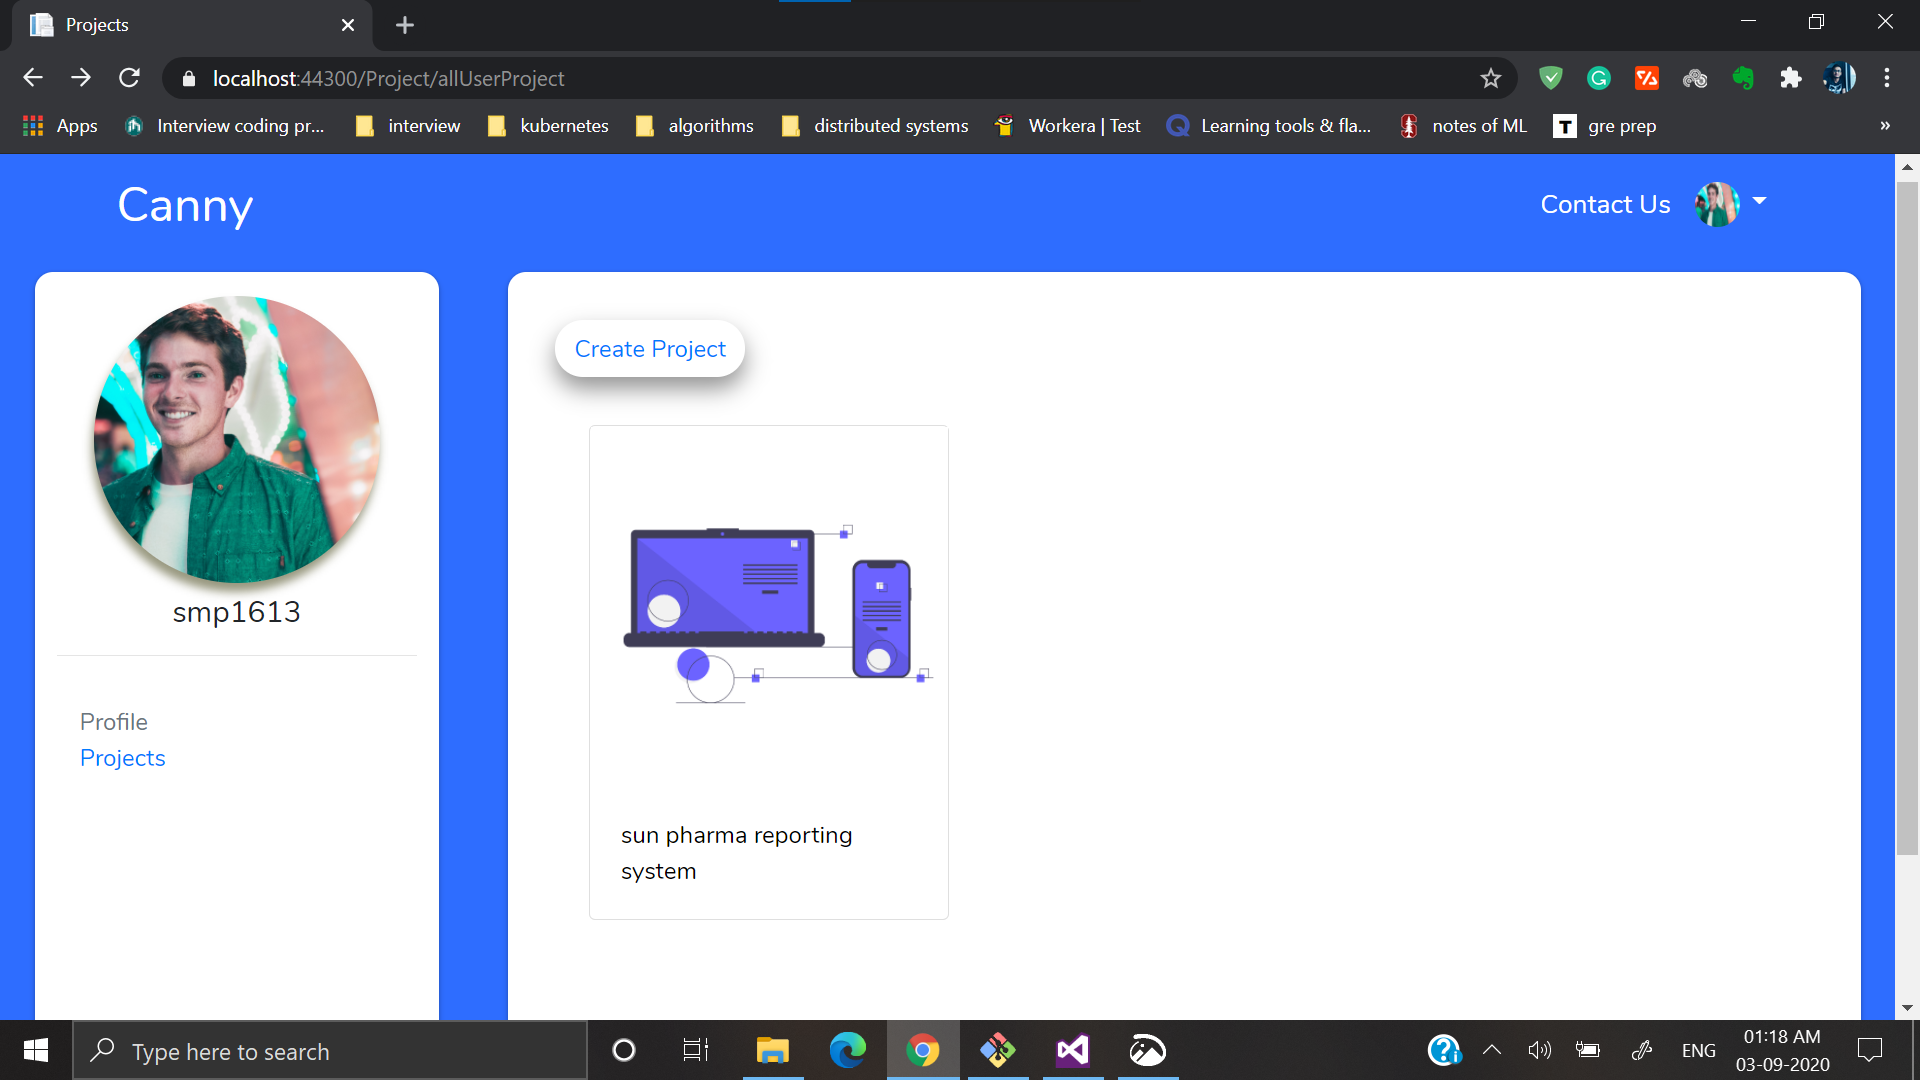 Projects
localhost:44300/Project/allUserProject
Apps
Interview coding pr...
interview
kubernetes
algorithms
distributed systems
Workera | Test
Learning tools & fla...
notes of ML
T
gre prep
»
Canny
Contact Us
smp1613
Profile
Projects
Create Project
sun pharma reporting
system
Type here to search
ENG
01:18 AM
03-09-2020